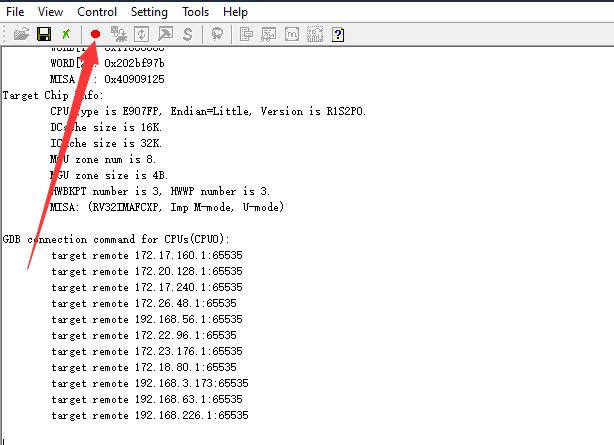 File View Control Setting Tools Help
WORD[2]: 0x202bf97b
MISA : 0x40909125
Target Chip Info:
CPU Type is E907FP, Endian=Little, Version is R1S2P0.
DCache size is 16K.
ICache size is 32K.
MGU zone num is 8.
MGU zone size is 4B.
HWBKPT number is 3, HWWP number is 3.
MISA: (RV32IMAFCXP, Imp M-mode, U-mode)
GDB connection command for CPUs(CPU0):
target remote 172.17.160.1:65535
target remote 172.20.128.1:65535
target remote 172.17.240.1:65535
target remote 172.26.48.1:65535
target remote 192.168.56.1:65535
target remote 172.22.96.1:65535
target remote 172.23.176.1:65535
target remote 172.18.80.1:65535
target remote 192.168.3.173:65535
target remote 192.168.63.1:65535
target remote 192.168.226.1:65535